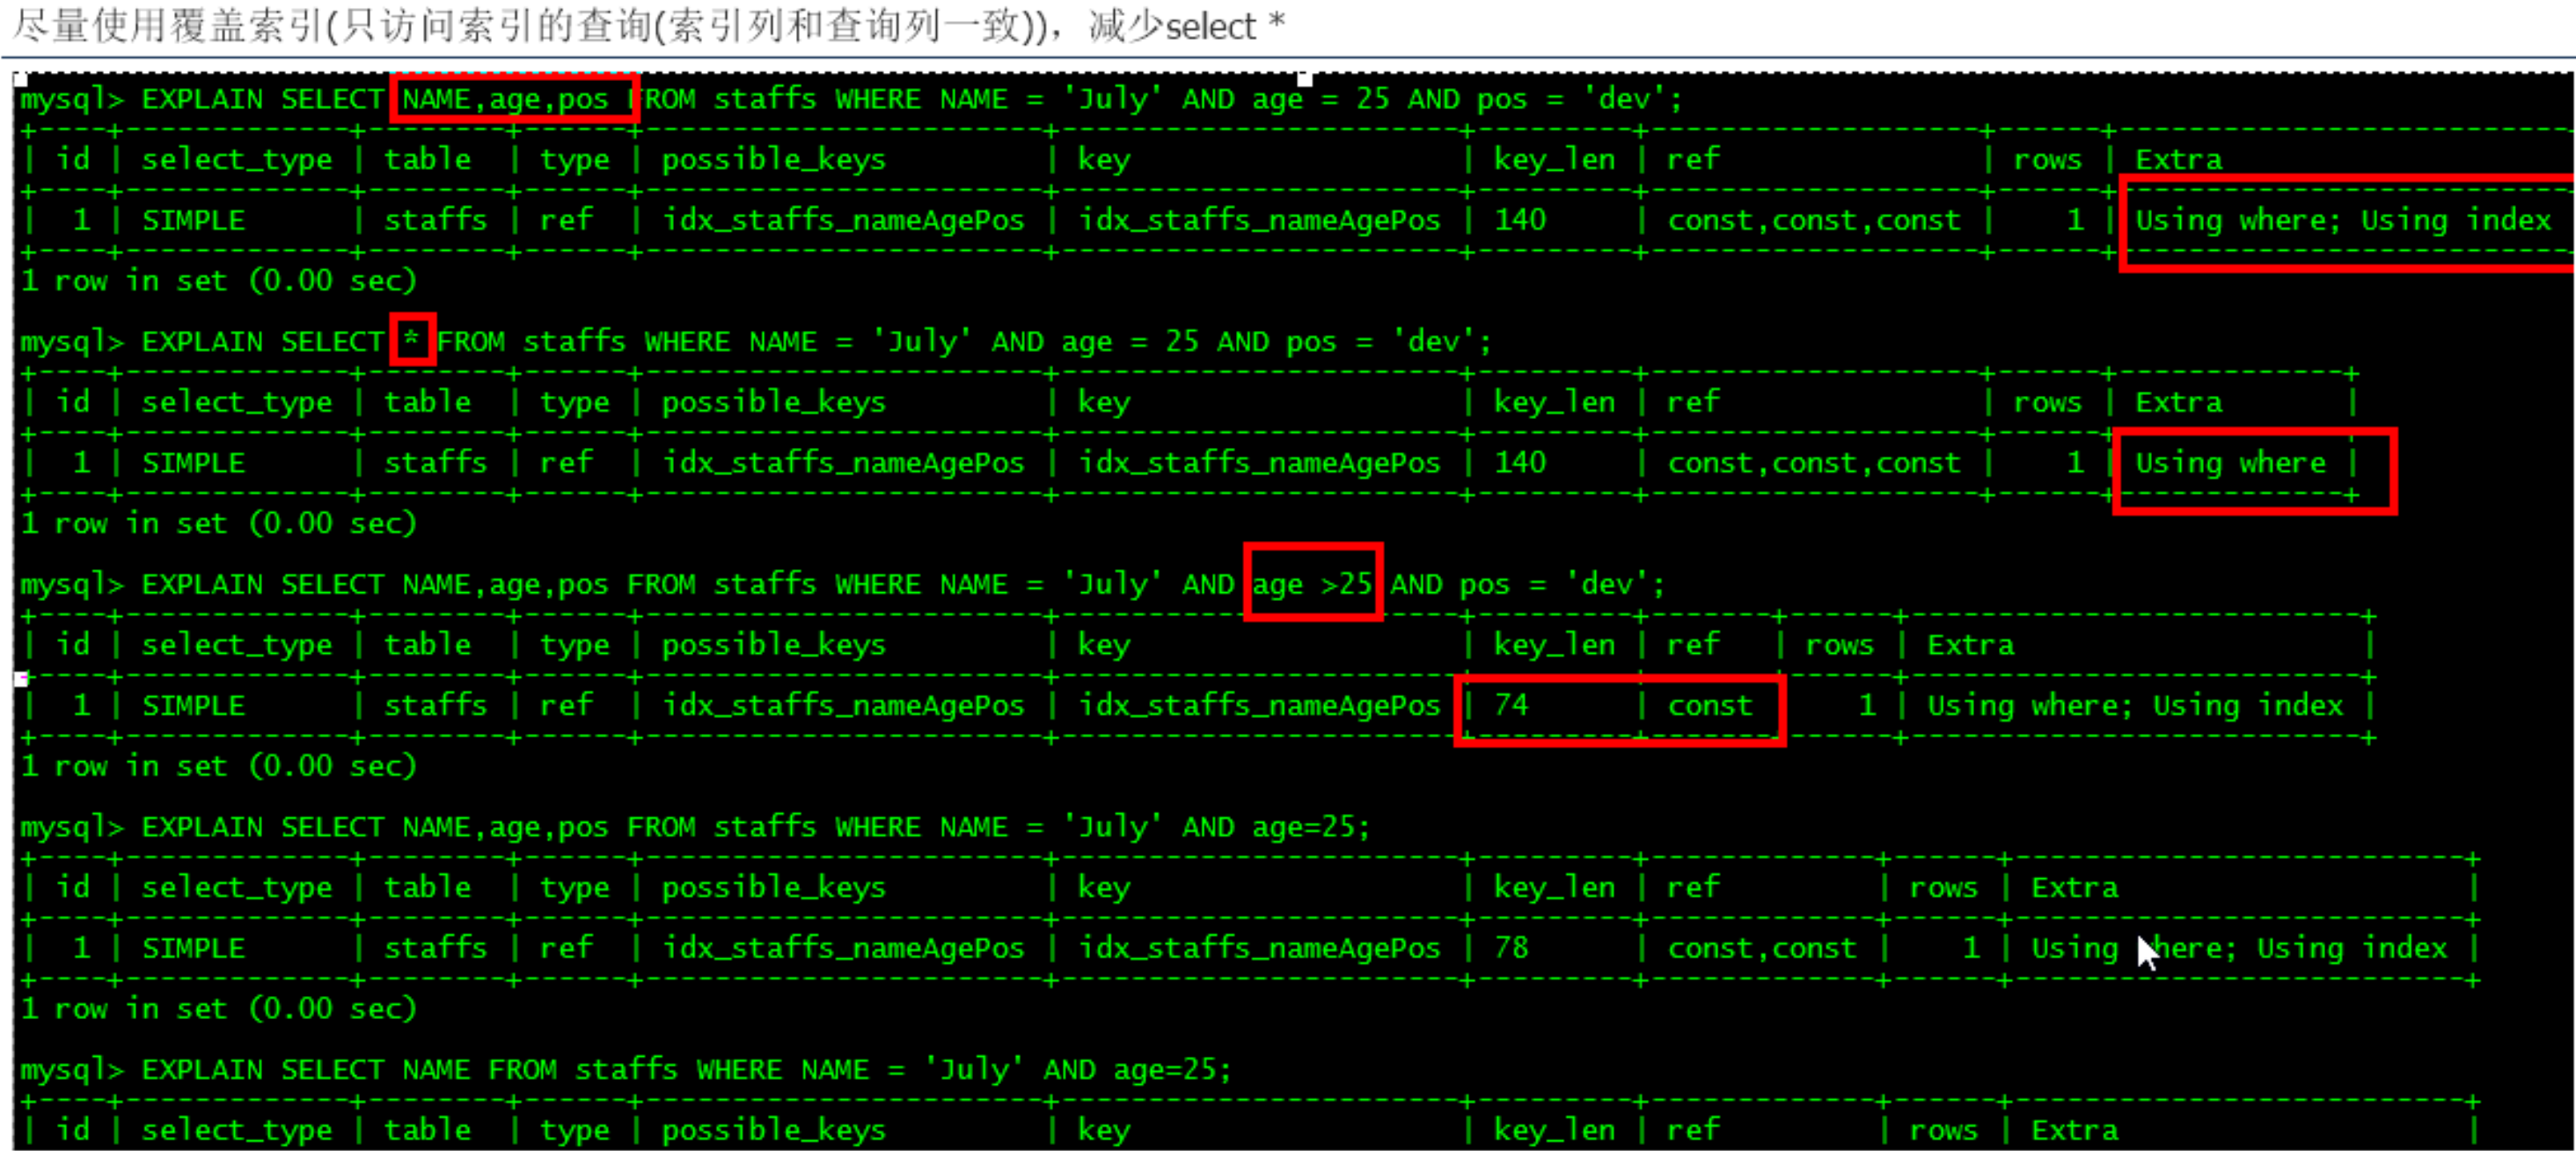 尽量使用覆盖索引(只访问索引的查询(索引列和查询列一致))，减少select *
mysql> EXPLAIN SELECT NAME,age,pos FROM staffs WHERE NAME = 'July' AND age = 25 AND pos = 'dev';
+----+-------------+--------+------+-----------------------+-----------------------+---------+-------------------+------+--------------------------
| id | select_type | table  | type | possible_keys         | key                   | key_len | ref               | rows | Extra
+----+-------------+--------+------+-----------------------+-----------------------+---------+-------------------+------+--------------------------
|  1 | SIMPLE      | staffs | ref  | idx_staffs_nameAgePos | idx_staffs_nameAgePos | 140     | const,const,const |    1 | Using where; Using index
+----+-------------+--------+------+-----------------------+-----------------------+---------+-------------------+------+--------------------------
1 row in set (0.00 sec)
mysql> EXPLAIN SELECT * FROM staffs WHERE NAME = 'July' AND age = 25 AND pos = 'dev';
+----+-------------+--------+------+-----------------------+-----------------------+---------+-------------------+------+-------------+
| id | select_type | table  | type | possible_keys         | key                   | key_len | ref               | rows | Extra       |
+----+-------------+--------+------+-----------------------+-----------------------+---------+-------------------+------+-------------+
|  1 | SIMPLE      | staffs | ref  | idx_staffs_nameAgePos | idx_staffs_nameAgePos | 140     | const,const,const |    1 | Using where |
+----+-------------+--------+------+-----------------------+-----------------------+---------+-------------------+------+-------------+
1 row in set (0.00 sec)
mysql> EXPLAIN SELECT NAME,age,pos FROM staffs WHERE NAME = 'July' AND age >25 AND pos = 'dev';
+----+-------------+--------+------+-----------------------+-----------------------+---------+-------+------+--------------------------+
| id | select_type | table  | type | possible_keys         | key                   | key_len | ref   | rows | Extra                    |
+----+-------------+--------+------+-----------------------+-----------------------+---------+-------+------+--------------------------+
|  1 | SIMPLE      | staffs | ref  | idx_staffs_nameAgePos | idx_staffs_nameAgePos | 74      | const |    1 | Using where; Using index |
+----+-------------+--------+------+-----------------------+-----------------------+---------+-------+------+--------------------------+
1 row in set (0.00 sec)
mysql> EXPLAIN SELECT NAME,age,pos FROM staffs WHERE NAME = 'July' AND age=25;
+----+-------------+--------+------+-----------------------+-----------------------+---------+-------------+------+--------------------------+
| id | select_type | table  | type | possible_keys         | key                   | key_len | ref         | rows | Extra                    |
+----+-------------+--------+------+-----------------------+-----------------------+---------+-------------+------+--------------------------+
|  1 | SIMPLE      | staffs | ref  | idx_staffs_nameAgePos | idx_staffs_nameAgePos | 78      | const,const |    1 | Using where; Using index |
+----+-------------+--------+------+-----------------------+-----------------------+---------+-------------+------+--------------------------+
1 row in set (0.00 sec)
mysql> EXPLAIN SELECT NAME FROM staffs WHERE NAME = 'July' AND age=25;
+----+-------------+--------+------+-----------------------+-----------------------+---------+-------------+------+--------------------------+
| id | select_type | table  | type | possible_keys         | key                   | key_len | ref         | rows | Extra                    |